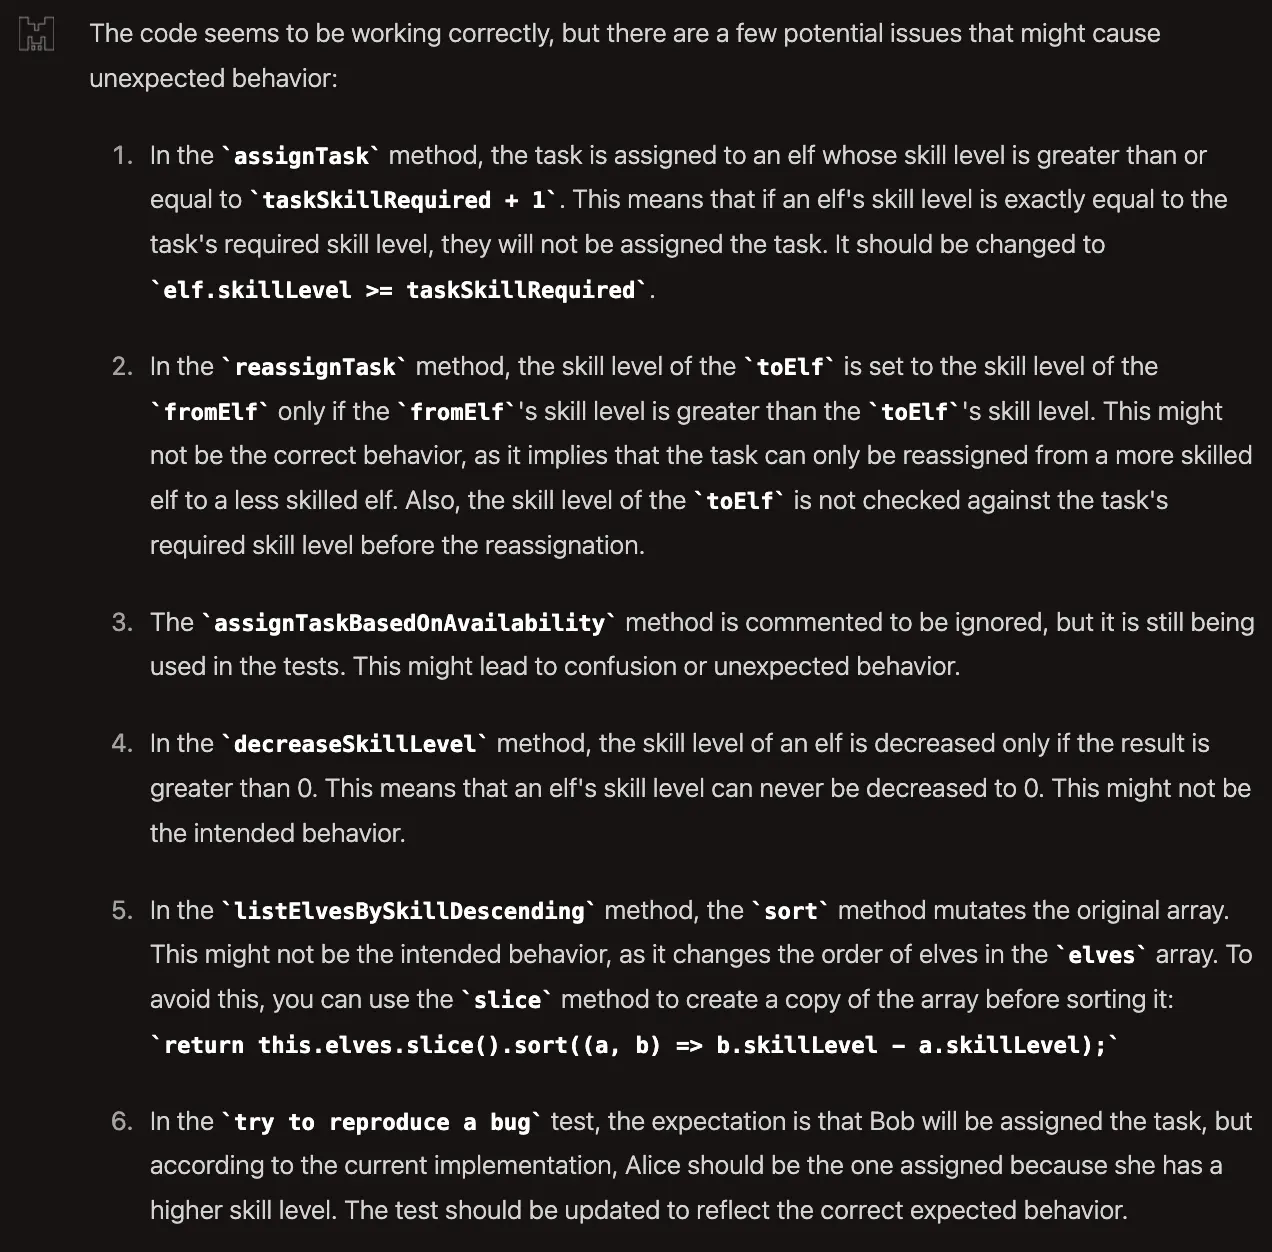 The code seems to be working correctly, but there are a few potential issues that might cause
unexpected behavior:
1. In the `assignTask` method, the task is assigned to an elf whose skill level is greater than or
equal to `taskSkillRequired + 1`. This means that if an elf's skill level is exactly equal to the
task's required skill level, they will not be assigned the task. It should be changed to
`elf.skillLevel >= taskSkillRequired`.
2. In the `reassignTask` method, the skill level of the `toElf` is set to the skill level of the
`fromElf` only if the `fromElf`'s skill level is greater than the `toElf`'s skill level. This might
not be the correct behavior, as it implies that the task can only be reassigned from a more skilled
elf to a less skilled elf. Also, the skill level of the `toElf` is not checked against the task's
required skill level before the reassignation.
3. The `assignTaskBasedOnAvailability` method is commented to be ignored, but it is still being
used in the tests. This might lead to confusion or unexpected behavior.
4. In the `decreaseSkillLevel` method, the skill level of an elf is decreased only if the result is
greater than 0. This means that an elf's skill level can never be decreased to 0. This might not be
the intended behavior.
5. In the `listElvesBySkillDescending` method, the `sort` method mutates the original array.
This might not be the intended behavior, as it changes the order of elves in the `elves` array. To
avoid this, you can use the `slice` method to create a copy of the array before sorting it:
`return this.elves.slice().sort((a, b) => b.skillLevel - a.skillLevel);`
6. In the `try to reproduce a bug` test, the expectation is that Bob will be assigned the task, but
according to the current implementation, Alice should be the one assigned because she has a
higher skill level. The test should be updated to reflect the correct expected behavior.